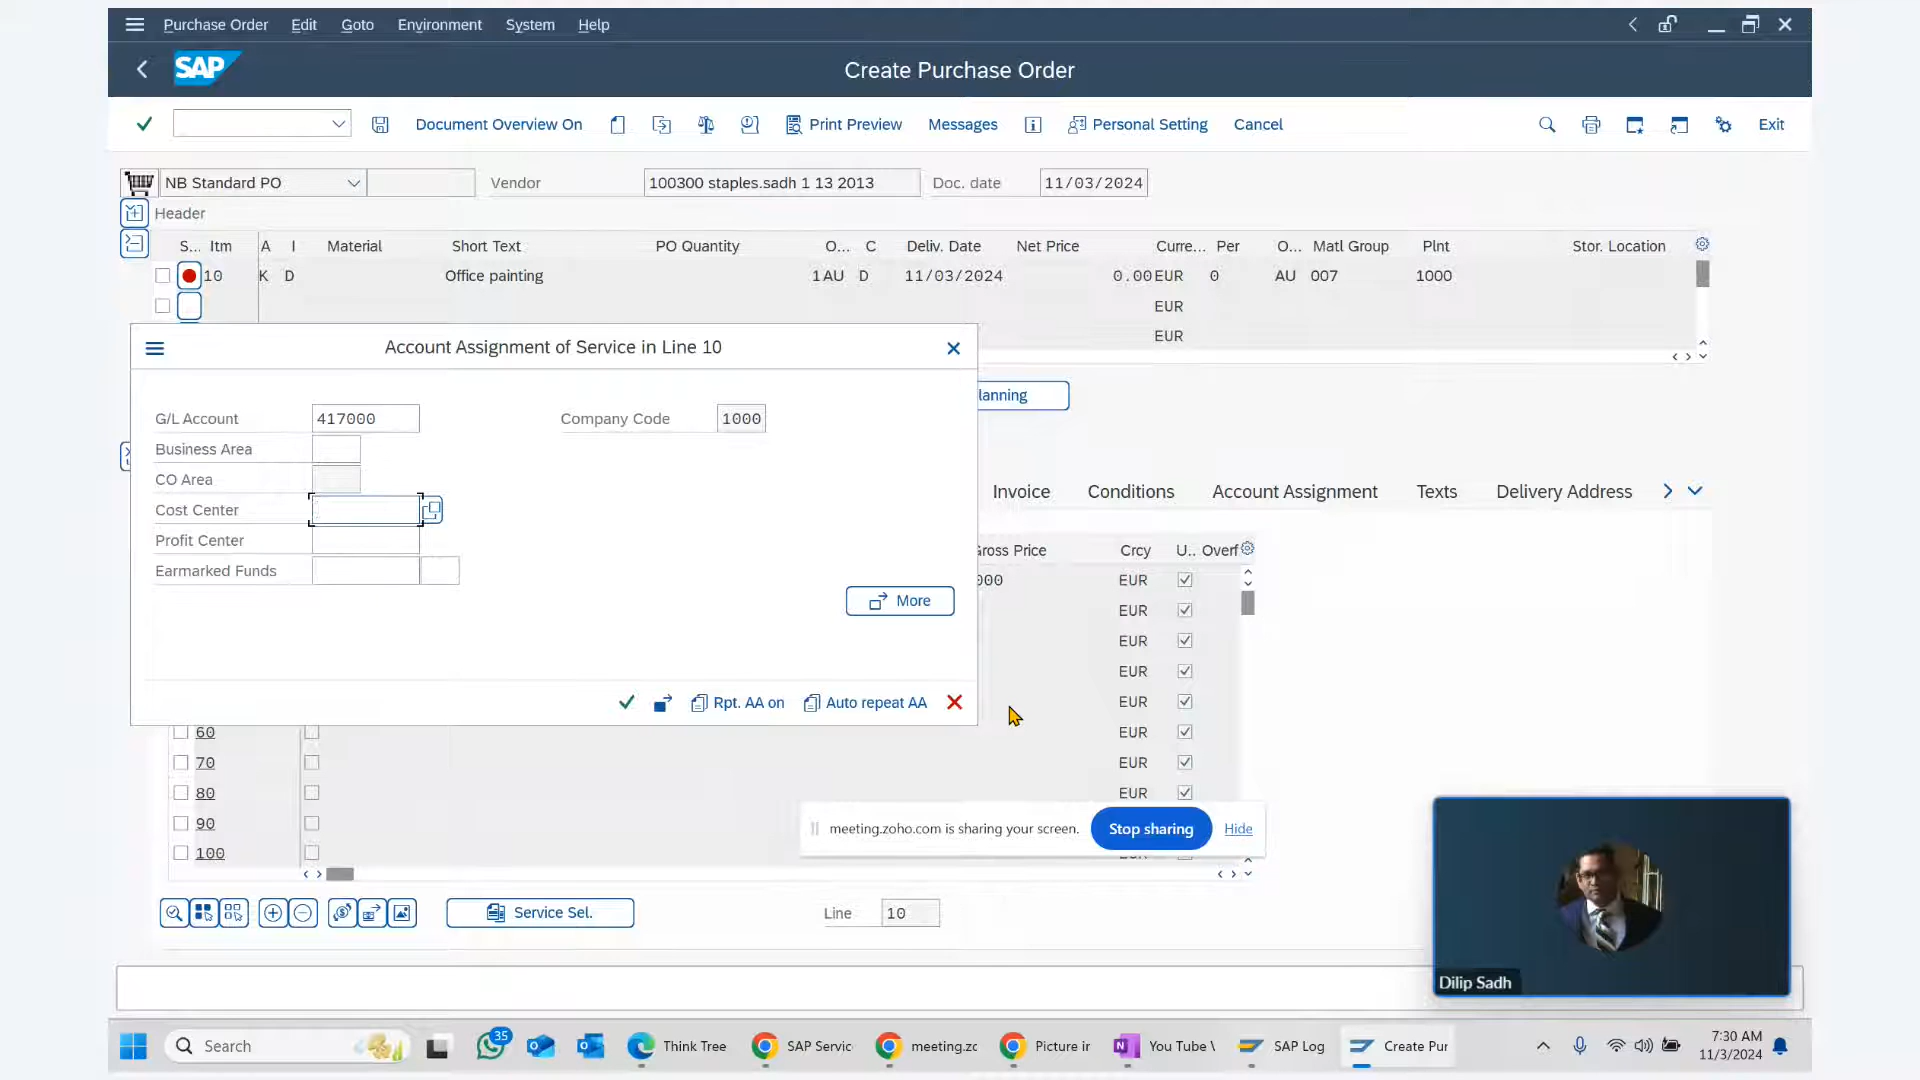 Purchase Order Edit Goto Environment System Help
SAP Create Purchase Order
Document Overview On Print Preview Messages Personal Setting Cancel Exit
NB Standard PO Vendor 100300 staples.sadh 1 13 2013 Doc. date 11/03/2024
Header
S... Itm A I Material Short Text PO Quantity O... C Deliv. Date Net Price Curre... Per O... Matl Group Plnt Stor. Location
10 K D Office painting 1 AU D 11/03/2024 0.00 EUR 0 AU 007 1000
EUR
EUR
Account Assignment of Service in Line 10
lanning
G/L Account 417000 Company Code 1000
Business Area
CO Area
Invoice Conditions Account Assignment Texts Delivery Address
Cost Center
Profit Center
Gross Price Crcy U.. Overf
Earmarked Funds
000 EUR
More
EUR
EUR
EUR
Rpt. AA on Auto repeat AA
EUR
60 EUR
70 EUR
80 EUR
90
meeting.zoho.com is sharing your screen. Stop sharing Hide
100
Service Sel. Line 10
Dilip Sadh
Search 35 Think Tree SAP Servic meeting.zc Picture ir You Tube \ SAP Log Create Pur 7:30 AM
11/3/2024